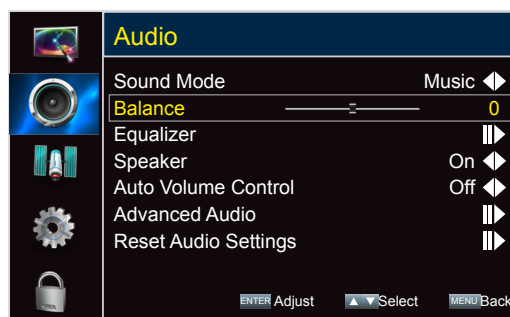 Audio
Sound Mode Music
Balance 0
Equalizer
Speaker On
Auto Volume Control Off
Advanced Audio
Reset Audio Settings
ENTER Adjust Select MENU Back